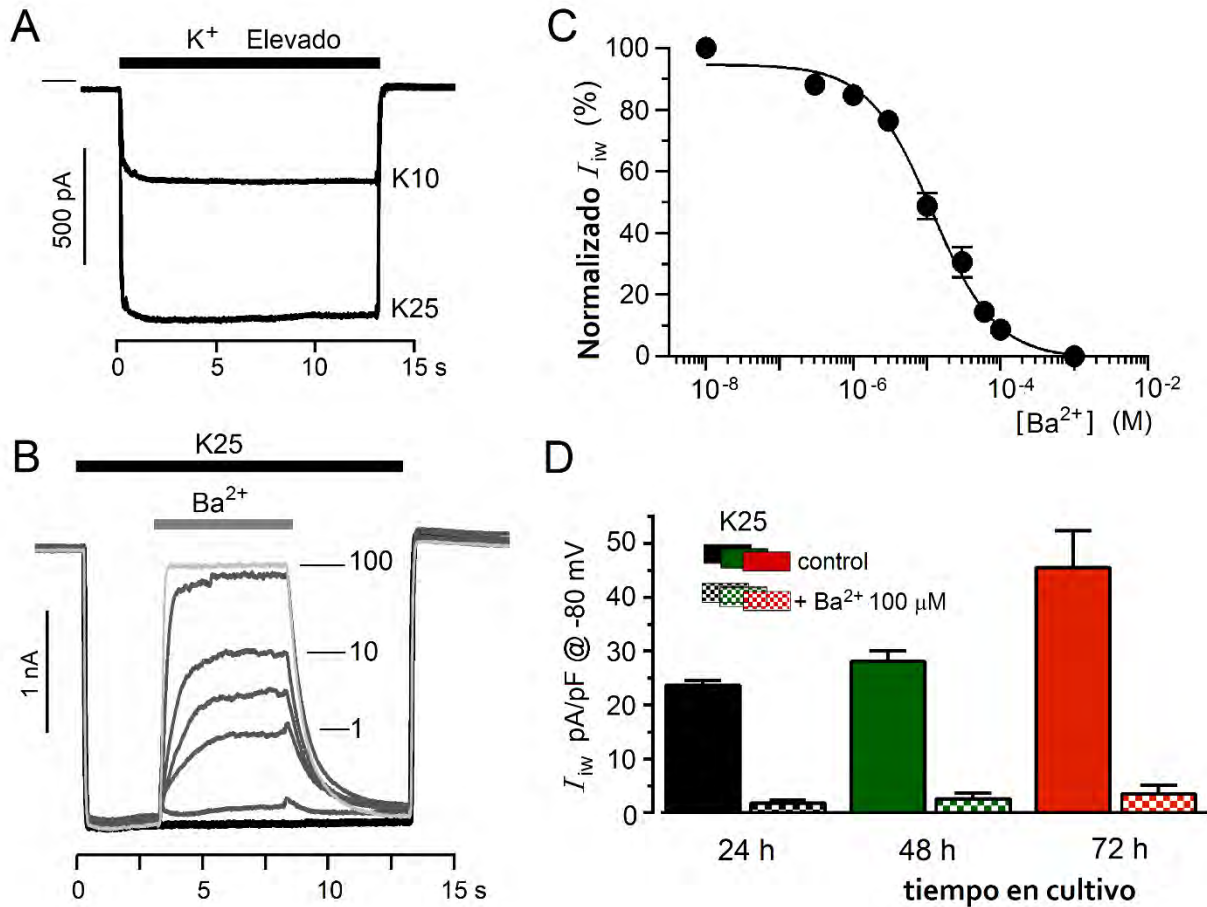 A
K⁺ Elevado
500 pA
K10
K25
0 5 10 15 s
B
K25
Ba²⁺
100
10
1
1 nA
0 5 10 15 s
C
Normalizado I_iw (%)
100
80
60
40
20
0
10⁻⁸ 10⁻⁶ 10⁻⁴ 10⁻²
[Ba²⁺] (M)
D
I_iw pA/pF @ -80 mV
50
40
30
20
10
0
K25
control
+ Ba²⁺ 100 μM
24 h 48 h 72 h
tiempo en cultivo